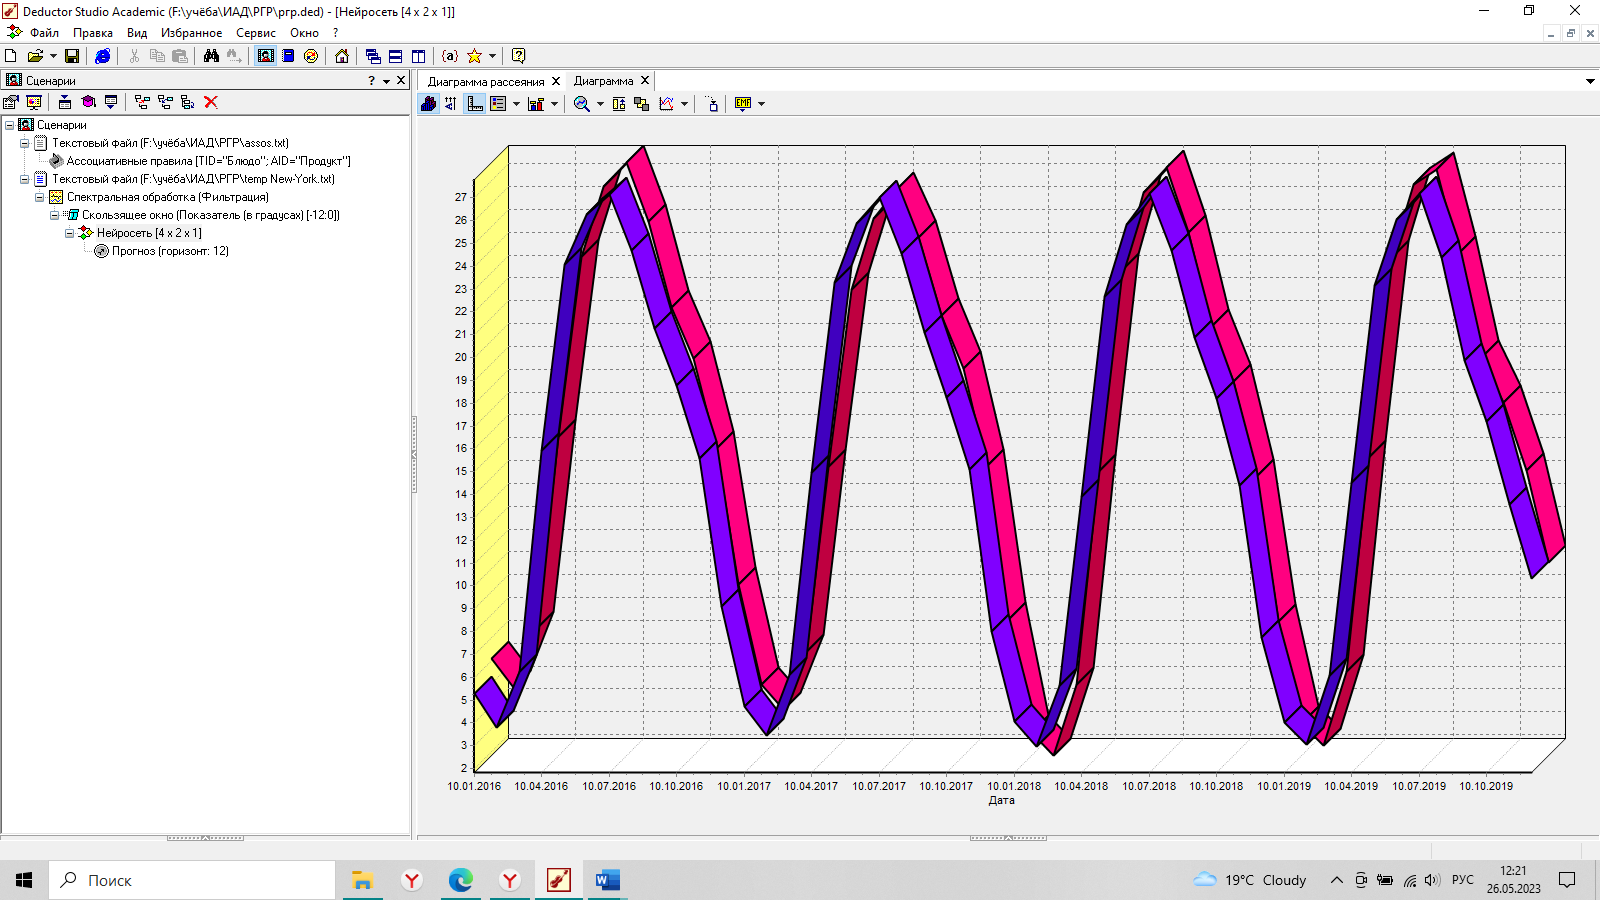 Deductor Studio Academic (F:\учёба\ИАД\РГР\ргр.ded) - [Нейросеть [4 x 2 x 1]]
Файл Правка Вид Избранное Сервис Окно ?
Сценарии ?
Диаграмма рассеяния X Диаграмма X
{a} ?
EMF
Сценарии
Текстовый файл (F:\учёба\ИАД\РГР\assos.txt)
Ассоциативные правила [TID="Блюдо"; AID="Продукт"]
Текстовый файл (F:\учёба\ИАД\РГР\temp New-York.txt)
Спектральная обработка (Фильтрация)
Скользящее окно (Показатель (в градусах) [-12:0])
Нейросеть [4 x 2 x 1]
Прогноз (горизонт: 12)
27
26
25
24
23
22
21
20
19
18
17
16
15
14
13
12
11
10
9
8
7
6
5
4
3
2
10.01.2016 10.04.2016 10.07.2016 10.10.2016 10.01.2017 10.04.2017 10.07.2017 10.10.2017 10.01.2018 10.04.2018 10.07.2018 10.10.2018 10.01.2019 10.04.2019 10.07.2019 10.10.2019
Дата
Поиск
19°C Cloudy
РУС
12:21
26.05.2023